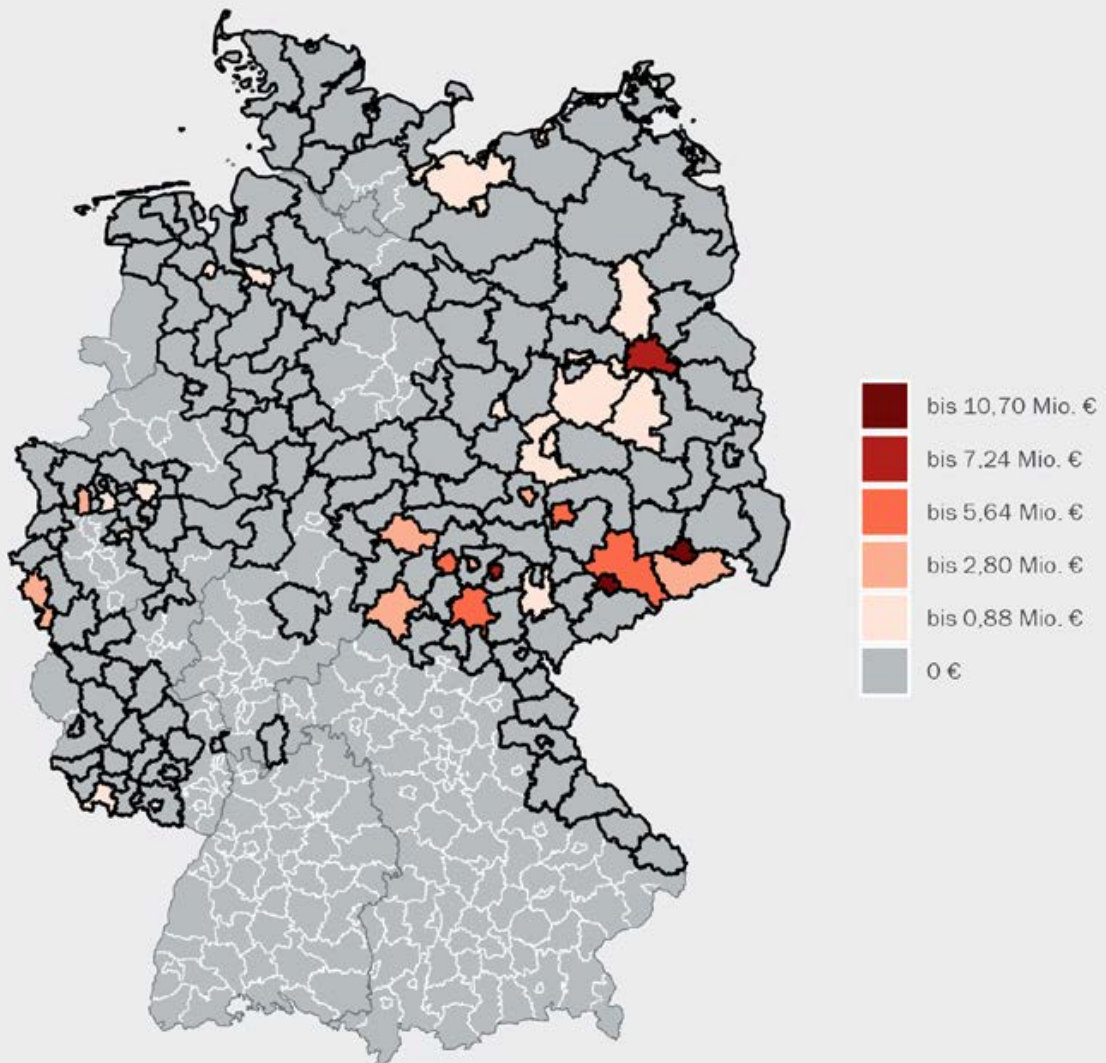 bis 10,70 Mio. €
bis 7,24 Mio. €
bis 5,64 Mio. €
bis 2,80 Mio. €
bis 0,88 Mio. €
0 €